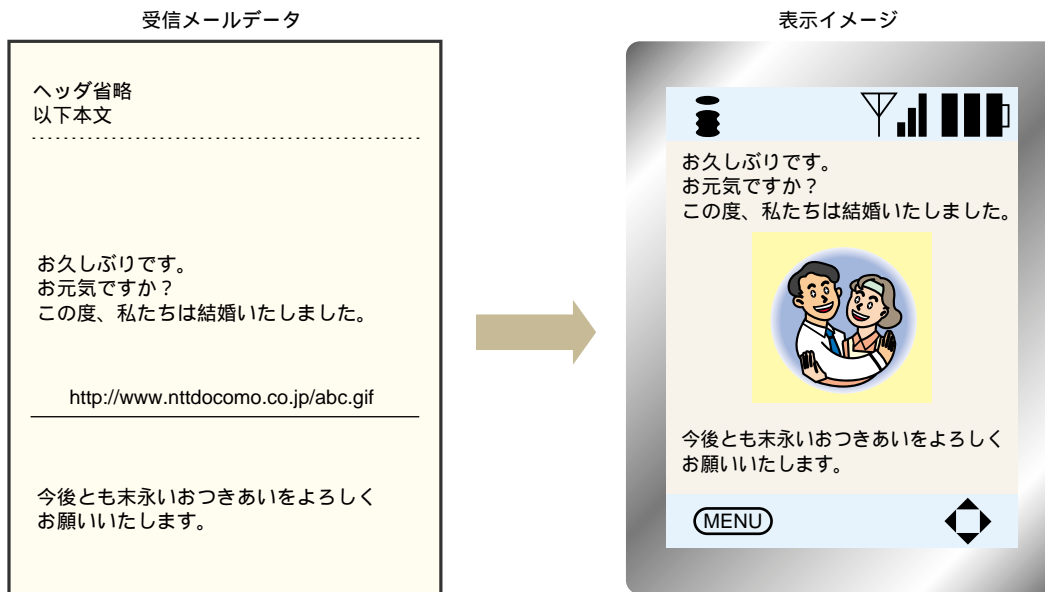 受信メールデータ
ヘッダ省略
以下本文
お久しぶりです。
お元気ですか？
この度、私たちは結婚いたしました。
http://www.nttdocomo.co.jp/abc.gif
今後とも末永いおつきあいをよろしく
お願いいたします。
表示イメージ
お久しぶりです。
お元気ですか？
この度、私たちは結婚いたしました。
今後とも末永いおつきあいをよろしく
お願いいたします。
MENU